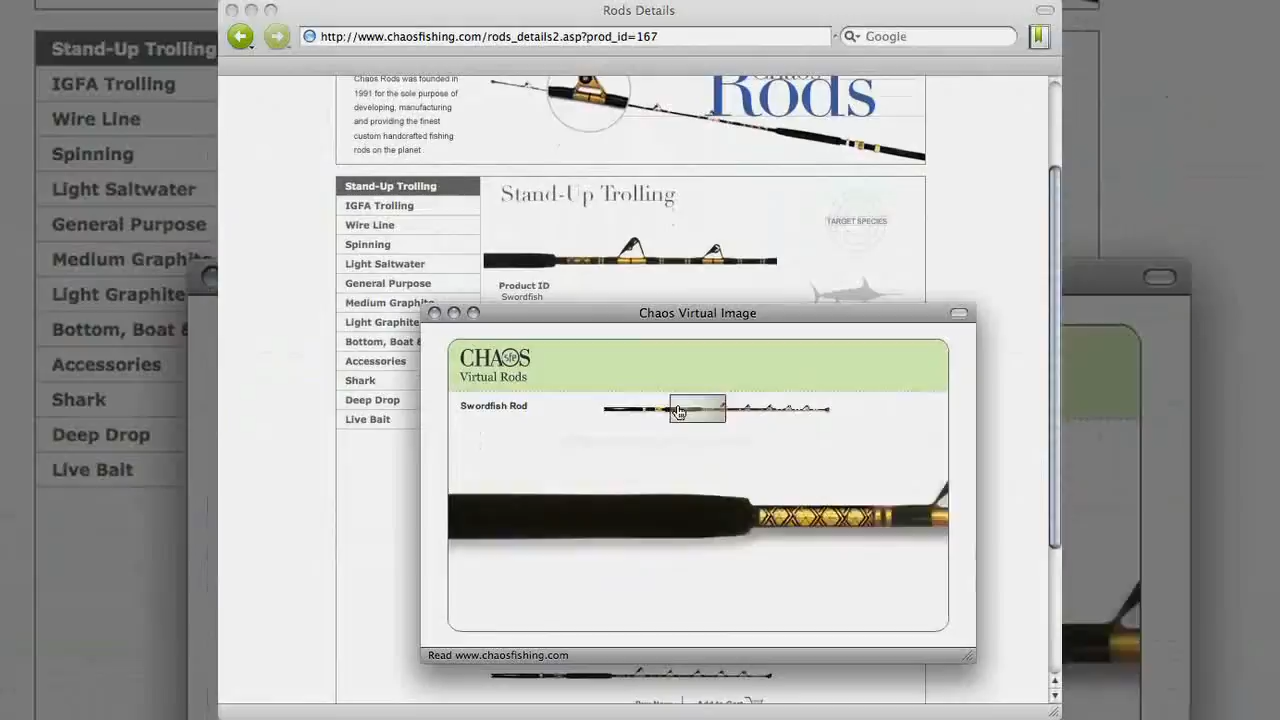 Rods Details
http://www.chaosfishing.com/rods_details2.asp?prod_id=167
Google
Chaos Rods was founded in
1991 for the sole purpose of
developing, manufacturing
and providing the finest
custom handcrafted fishing
rods on the planet
Rods
Stand-Up Trolling
IGFA Trolling
Wire Line
Spinning
Light Saltwater
General Purpose
Medium Graphite
Light Graphite
Bottom, Boat &
Accessories
Shark
Deep Drop
Live Bait
Stand-Up Trolling
TARGET SPECIES
Product ID
Swordfish
Chaos Virtual Image
CHAOS
Virtual Rods
Swordfish Rod
Read www.chaosfishing.com
Stand-Up Trolling
IGFA Trolling
Wire Line
Spinning
Light Saltwater
General Purpose
Medium Graphite
Light Graphite
Bottom, Boat &
Accessories
Shark
Deep Drop
Live Bait